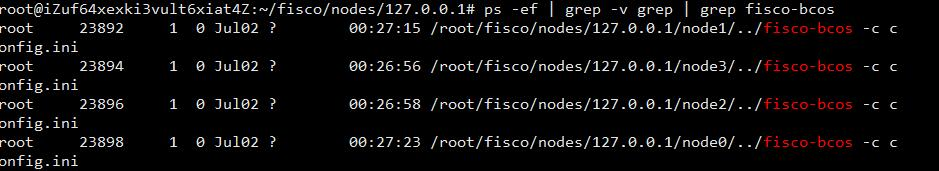 root@iZuf64xexki3vult6xiat4Z:~/fisco/nodes/127.0.0.1# ps -ef | grep -v grep | grep fisco-bcos
root     23892     1  0 Jul02 ?        00:27:15 /root/fisco/nodes/127.0.0.1/node1/../fisco-bcos -c c
onfig.ini
root     23894     1  0 Jul02 ?        00:26:56 /root/fisco/nodes/127.0.0.1/node3/../fisco-bcos -c c
onfig.ini
root     23896     1  0 Jul02 ?        00:26:58 /root/fisco/nodes/127.0.0.1/node2/../fisco-bcos -c c
onfig.ini
root     23898     1  0 Jul02 ?        00:27:23 /root/fisco/nodes/127.0.0.1/node0/../fisco-bcos -c c
onfig.ini